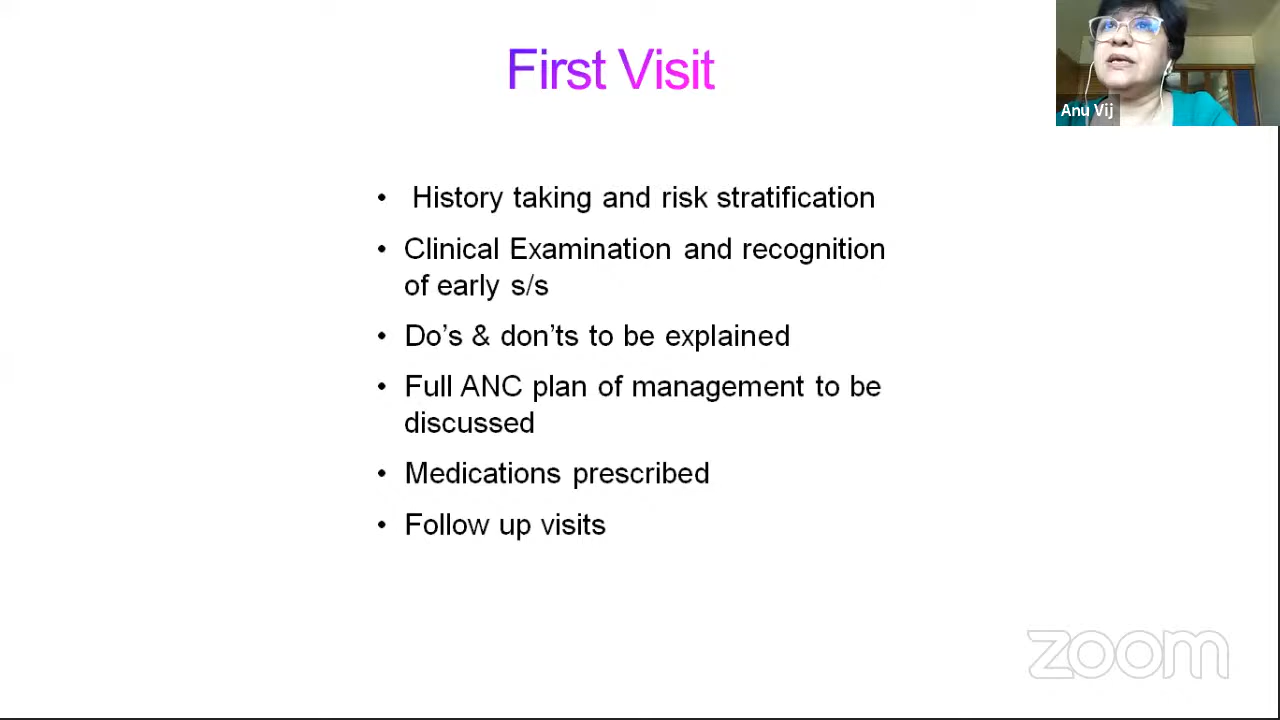 First Visit
Anu Vij
• History taking and risk stratification
• Clinical Examination and recognition
of early s/s
• Do’s & don’ts to be explained
• Full ANC plan of management to be
discussed
• Medications prescribed
• Follow up visits
zoom